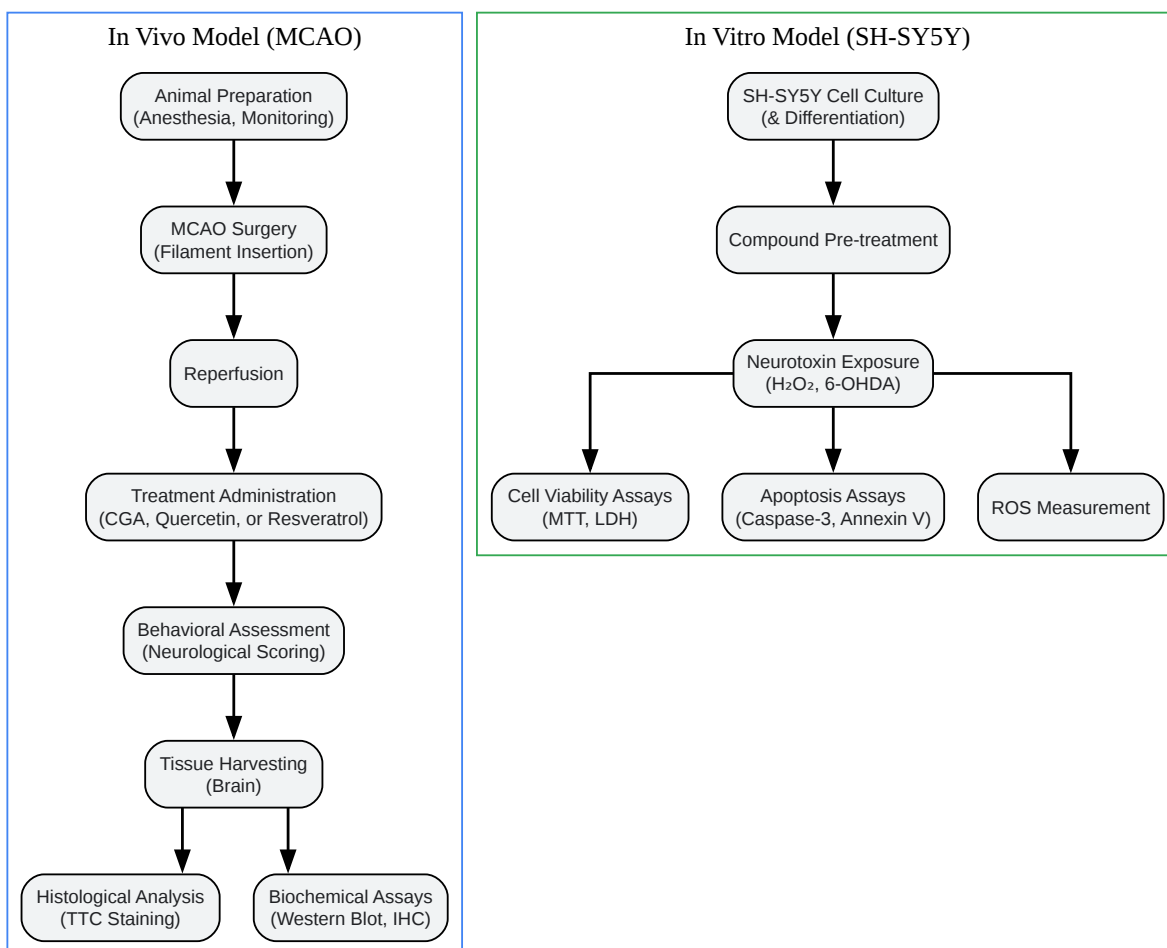 In Vivo Model (MCAO)
Animal Preparation
(Anesthesia, Monitoring)
MCAO Surgery
(Filament Insertion)
Reperfusion
Treatment Administration
(CGA, Quercetin, or Resveratrol)
Behavioral Assessment
(Neurological Scoring)
Tissue Harvesting
(Brain)
Histological Analysis
(TTC Staining)
Biochemical Assays
(Western Blot, IHC)
In Vitro Model (SH-SY5Y)
SH-SY5Y Cell Culture
(& Differentiation)
Compound Pre-treatment
Neurotoxin Exposure
(H₂O₂, 6-OHDA)
Cell Viability Assays
(MTT, LDH)
Apoptosis Assays
(Caspase-3, Annexin V)
ROS Measurement